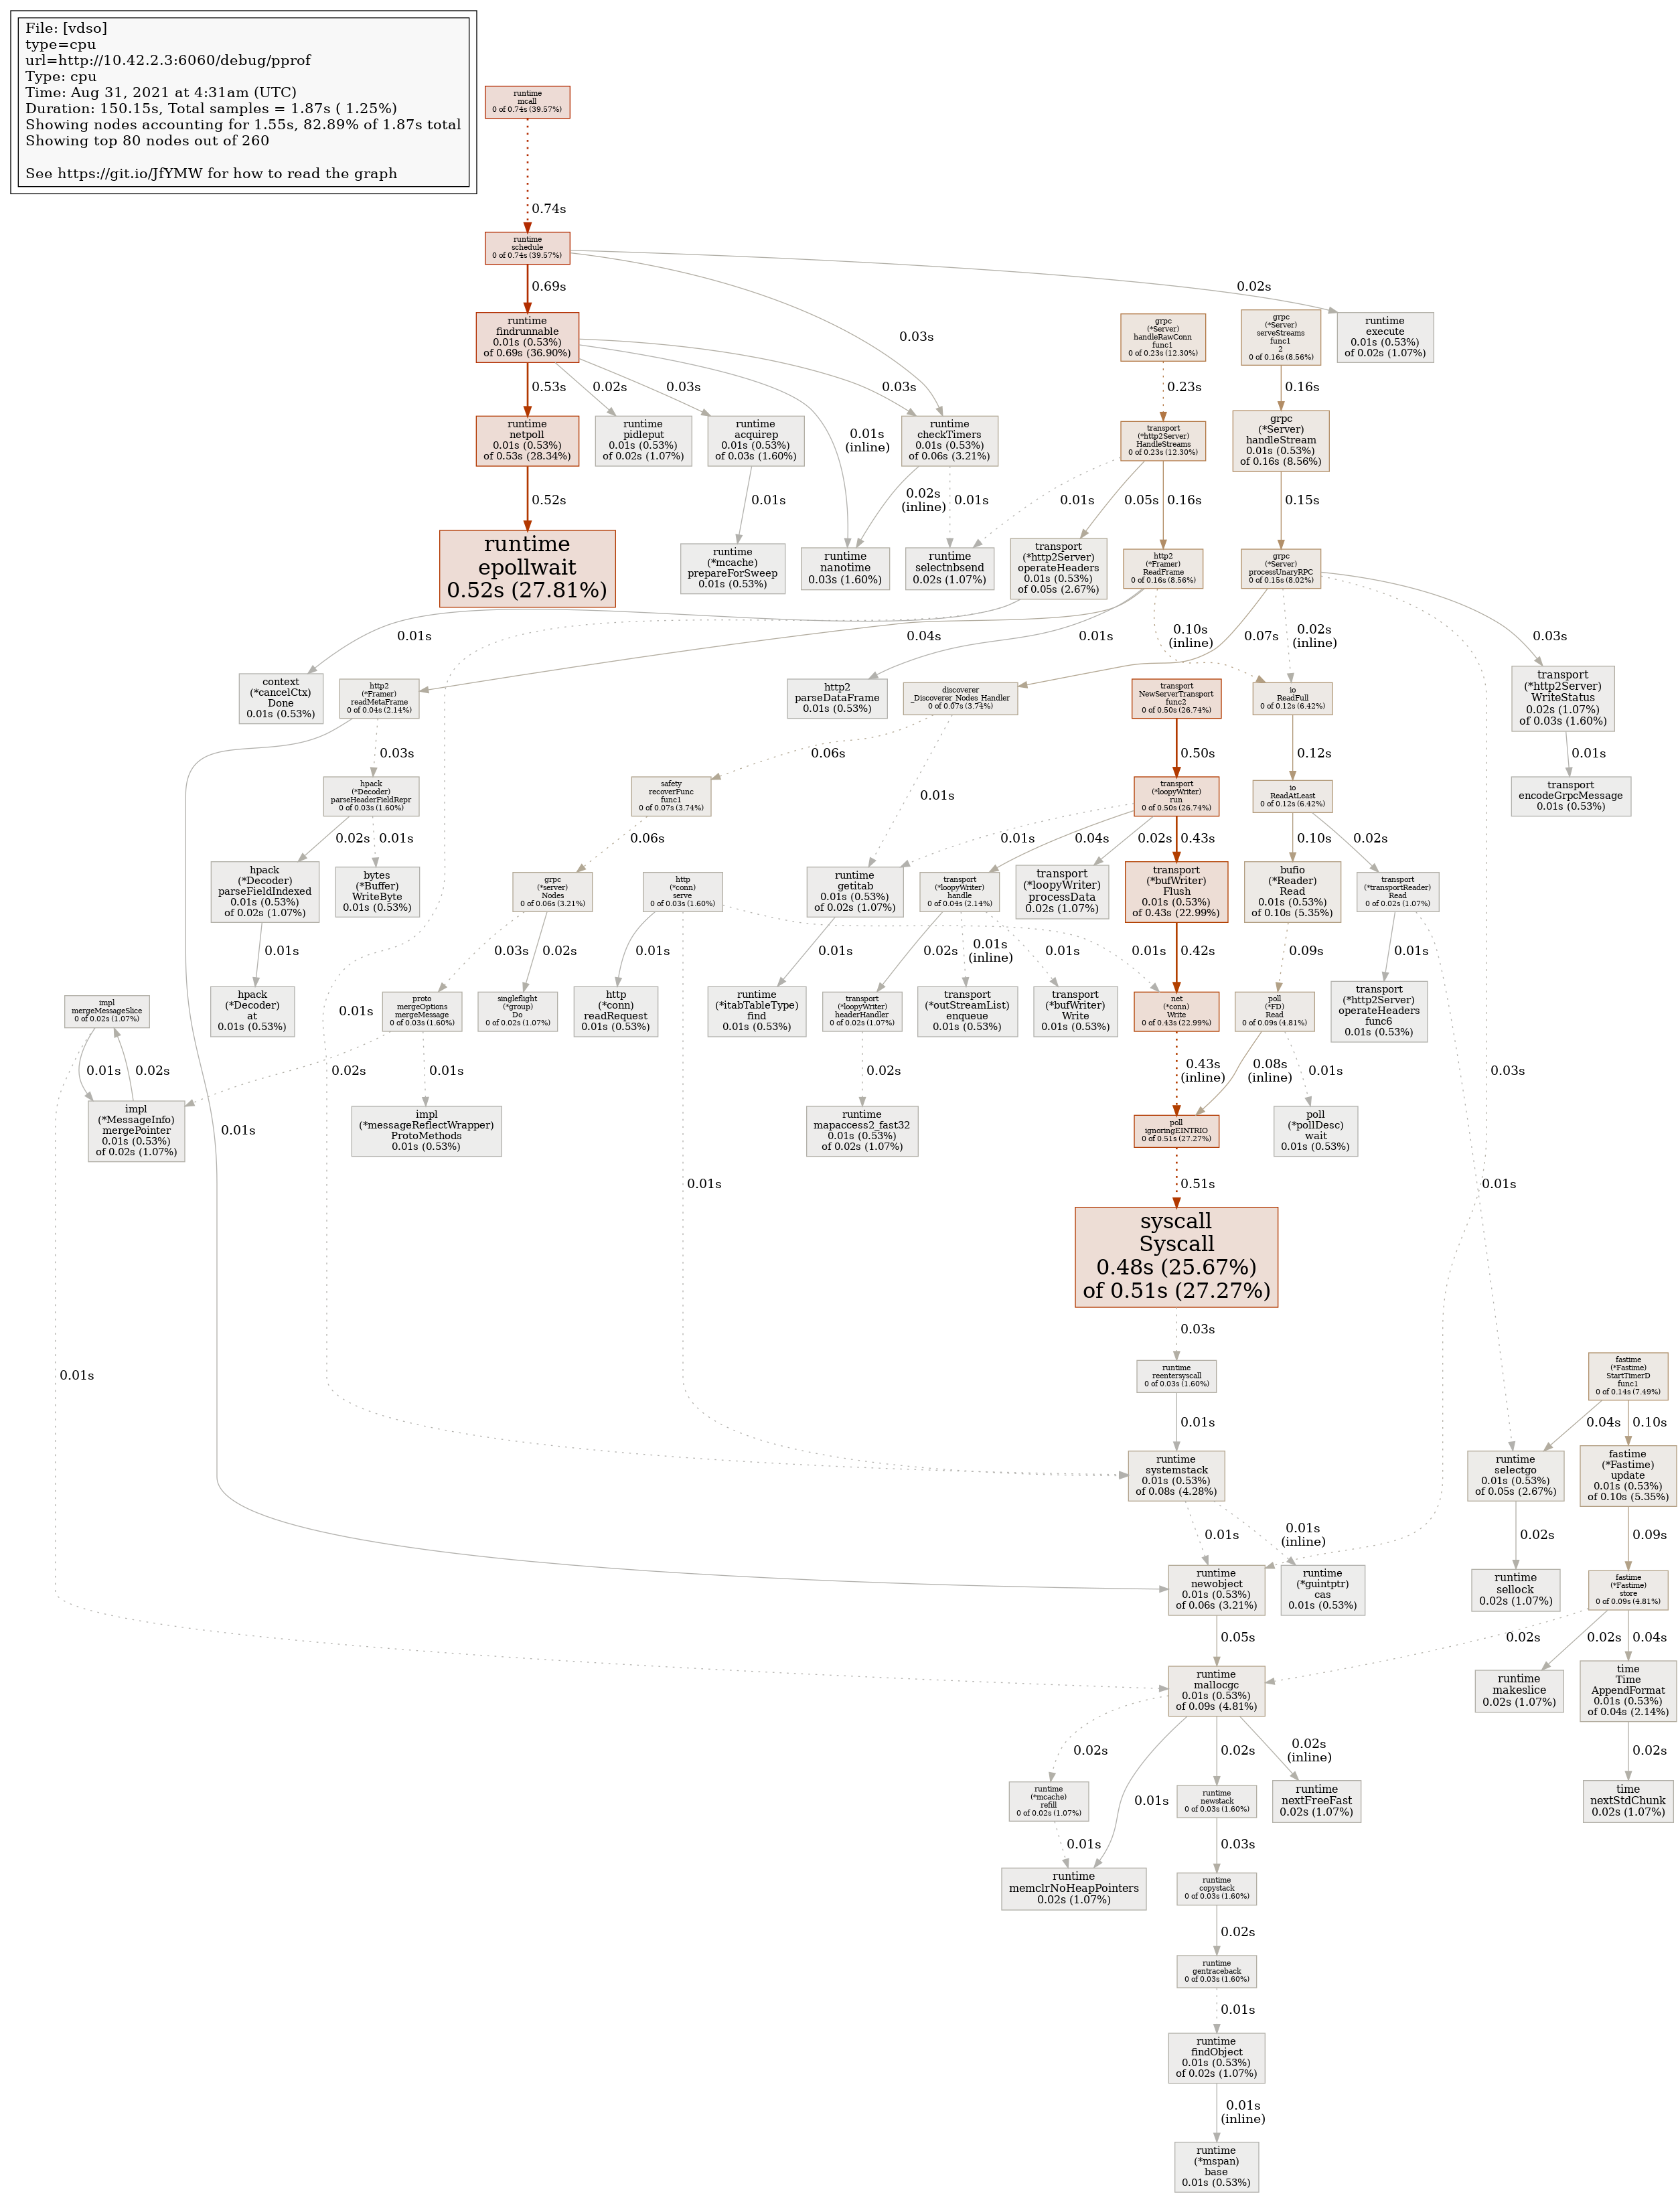 File: [vdso]
type=cpu
url=http://10.42.2.3:6060/debug/pprof
Type: cpu
Time: Aug 31, 2021 at 4:31am (UTC)
Duration: 150.15s, Total samples = 1.87s ( 1.25%)
Showing nodes accounting for 1.55s, 82.89% of 1.87s total
Showing top 80 nodes out of 260
See https://git.io/JfYMW for how to read the graph
runtime
mcall
0 of 0.74s (39.57%)
0.74s
runtime
schedule
0 of 0.74s (39.57%)
0.69s
0.03s
0.02s
runtime
findrunnable
0.01s (0.53%)
of 0.69s (36.90%)
grpc
(*Server)
handleRawConn
func1
0 of 0.23s (12.30%)
grpc
(*Server)
serveStreams
func1
2
0 of 0.16s (8.56%)
runtime
execute
0.01s (0.53%)
of 0.02s (1.07%)
0.53s
0.02s
0.03s
0.01s
(inline)
0.03s
0.23s
0.16s
runtime
netpoll
0.01s (0.53%)
of 0.53s (28.34%)
runtime
pidleput
0.01s (0.53%)
of 0.02s (1.07%)
runtime
acquirep
0.01s (0.53%)
of 0.03s (1.60%)
runtime
checkTimers
0.01s (0.53%)
of 0.06s (3.21%)
transport
(*http2Server)
HandleStreams
0 of 0.23s (12.30%)
grpc
(*Server)
handleStream
0.01s (0.53%)
of 0.16s (8.56%)
0.52s
0.01s
0.02s
(inline)
0.01s
0.01s
0.05s
0.16s
0.15s
runtime
epollwait
0.52s (27.81%)
runtime
(*mcache)
prepareForSweep
0.01s (0.53%)
runtime
nanotime
0.03s (1.60%)
runtime
selectnbsend
0.02s (1.07%)
transport
(*http2Server)
operateHeaders
0.01s (0.53%)
of 0.05s (2.67%)
http2
(*Framer)
ReadFrame
0 of 0.16s (8.56%)
grpc
(*Server)
processUnaryRPC
0 of 0.15s (8.02%)
0.01s
0.04s
0.01s
0.10s
(inline)
0.07s
0.02s
(inline)
0.03s
context
(*cancelCtx)
Done
0.01s (0.53%)
http2
(*Framer)
readMetaFrame
0 of 0.04s (2.14%)
http2
parseDataFrame
0.01s (0.53%)
discoverer
_Discoverer_Nodes_Handler
0 of 0.07s (3.74%)
transport
NewServerTransport
func2
0 of 0.50s (26.74%)
io
ReadFull
0 of 0.12s (6.42%)
transport
(*http2Server)
WriteStatus
0.02s (1.07%)
of 0.03s (1.60%)
0.03s
0.06s
0.01s
0.50s
0.12s
0.01s
hpack
(*Decoder)
parseHeaderFieldRepr
0 of 0.03s (1.60%)
safety
recoverFunc
func1
0 of 0.07s (3.74%)
transport
(*loopyWriter)
run
0 of 0.50s (26.74%)
io
ReadAtLeast
0 of 0.12s (6.42%)
transport
encodeGrpcMessage
0.01s (0.53%)
0.02s
0.01s
0.06s
0.01s
0.04s
0.02s
0.43s
0.10s
0.02s
hpack
(*Decoder)
parseFieldIndexed
0.01s (0.53%)
of 0.02s (1.07%)
bytes
(*Buffer)
WriteByte
0.01s (0.53%)
grpc
(*server)
Nodes
0 of 0.06s (3.21%)
http
(*conn)
serve
0 of 0.03s (1.60%)
runtime
getitab
0.01s (0.53%)
of 0.02s (1.07%)
transport
(*loopyWriter)
handle
0 of 0.04s (2.14%)
transport
(*loopyWriter)
processData
0.02s (1.07%)
transport
(*bufWriter)
Flush
0.01s (0.53%)
of 0.43s (22.99%)
bufio
(*Reader)
Read
0.01s (0.53%)
of 0.10s (5.35%)
transport
(*transportReader)
Read
0 of 0.02s (1.07%)
0.01s
0.03s
0.02s
0.01s
0.01s
0.02s
0.01s
(inline)
0.01s
0.01s
0.42s
0.09s
0.01s
impl
mergeMessageSlice
0 of 0.02s (1.07%)
hpack
(*Decoder)
at
0.01s (0.53%)
0.01s
proto
mergeOptions
mergeMessage
0 of 0.03s (1.60%)
singleflight
(*group)
Do
0 of 0.02s (1.07%)
http
(*conn)
readRequest
0.01s (0.53%)
runtime
(*itabTableType)
find
0.01s (0.53%)
transport
(*loopyWriter)
headerHandler
0 of 0.02s (1.07%)
transport
(*outStreamList)
enqueue
0.01s (0.53%)
transport
(*bufWriter)
Write
0.01s (0.53%)
net
(*conn)
Write
0 of 0.43s (22.99%)
poll
(*FD)
Read
0 of 0.09s (4.81%)
transport
(*http2Server)
operateHeaders
func6
0.01s (0.53%)
0.01s
0.02s
0.02s
0.01s
0.02s
0.43s
(inline)
0.08s
(inline)
0.01s
0.03s
impl
(*MessageInfo)
mergePointer
0.01s (0.53%)
of 0.02s (1.07%)
0.01s
impl
(*messageReflectWrapper)
ProtoMethods
0.01s (0.53%)
runtime
mapaccess2_fast32
0.01s (0.53%)
of 0.02s (1.07%)
poll
ignoringEINTRIO
0 of 0.51s (27.27%)
poll
(*pollDesc)
wait
0.01s (0.53%)
0.01s
0.51s
0.01s
syscall
Syscall
0.48s (25.67%)
of 0.51s (27.27%)
0.03s
0.01s
runtime
reentersyscall
0 of 0.03s (1.60%)
fastime
(*Fastime)
StartTimerD
func1
0 of 0.14s (7.49%)
0.01s
0.04s
0.10s
runtime
systemstack
0.01s (0.53%)
of 0.08s (4.28%)
runtime
selectgo
0.01s (0.53%)
of 0.05s (2.67%)
fastime
(*Fastime)
update
0.01s (0.53%)
of 0.10s (5.35%)
0.01s
0.01s
(inline)
0.02s
0.09s
runtime
newobject
0.01s (0.53%)
of 0.06s (3.21%)
runtime
(*guintptr)
cas
0.01s (0.53%)
runtime
sellock
0.02s (1.07%)
fastime
(*Fastime)
store
0 of 0.09s (4.81%)
0.05s
0.02s
0.02s
0.04s
runtime
mallocgc
0.01s (0.53%)
of 0.09s (4.81%)
runtime
makeslice
0.02s (1.07%)
time
Time
AppendFormat
0.01s (0.53%)
of 0.04s (2.14%)
0.02s
0.01s
0.02s
0.02s
(inline)
0.02s
runtime
(*mcache)
refill
0 of 0.02s (1.07%)
runtime
newstack
0 of 0.03s (1.60%)
runtime
nextFreeFast
0.02s (1.07%)
time
nextStdChunk
0.02s (1.07%)
0.01s
0.03s
runtime
memclrNoHeapPointers
0.02s (1.07%)
runtime
copystack
0 of 0.03s (1.60%)
0.02s
runtime
gentraceback
0 of 0.03s (1.60%)
0.01s
runtime
findObject
0.01s (0.53%)
of 0.02s (1.07%)
0.01s
(inline)
runtime
(*mspan)
base
0.01s (0.53%)